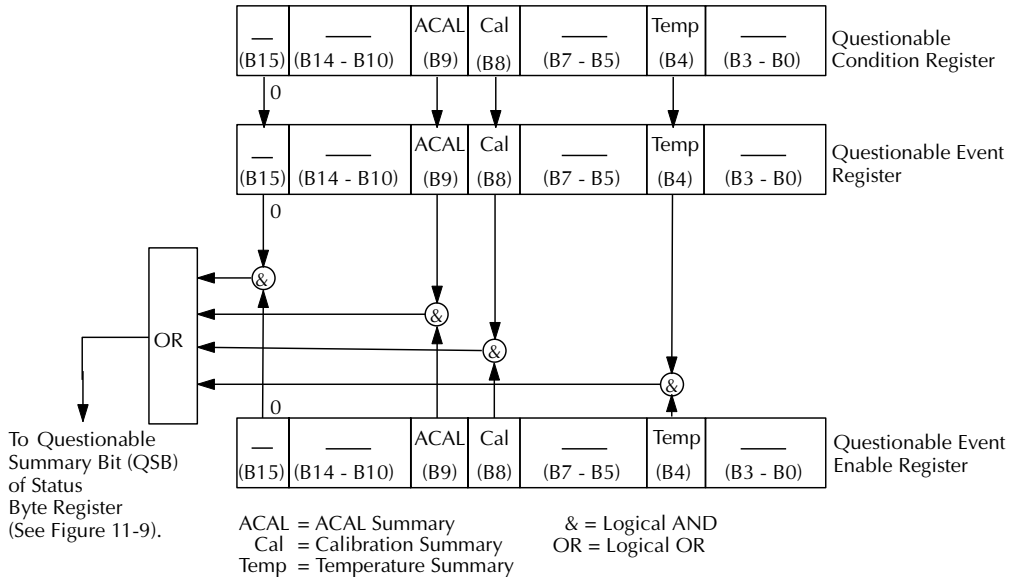 ACAL Cal Temp
(B15) (B14 - B10) (B9) (B8) (B7 - B5) (B4) (B3 - B0)
Questionable
Condition Register
0
ACAL Cal Temp
(B15) (B14 - B10) (B9) (B8) (B7 - B5) (B4) (B3 - B0)
Questionable Event
Register
0
&
&
OR
&
&
0
To Questionable
Summary Bit (QSB)
of Status
Byte Register
(See Figure 11-9).
ACAL Cal Temp
(B15) (B14 - B10) (B9) (B8) (B7 - B5) (B4) (B3 - B0)
Questionable Event
Enable Register
ACAL = ACAL Summary
Cal = Calibration Summary
Temp = Temperature Summary
& = Logical AND
OR = Logical OR